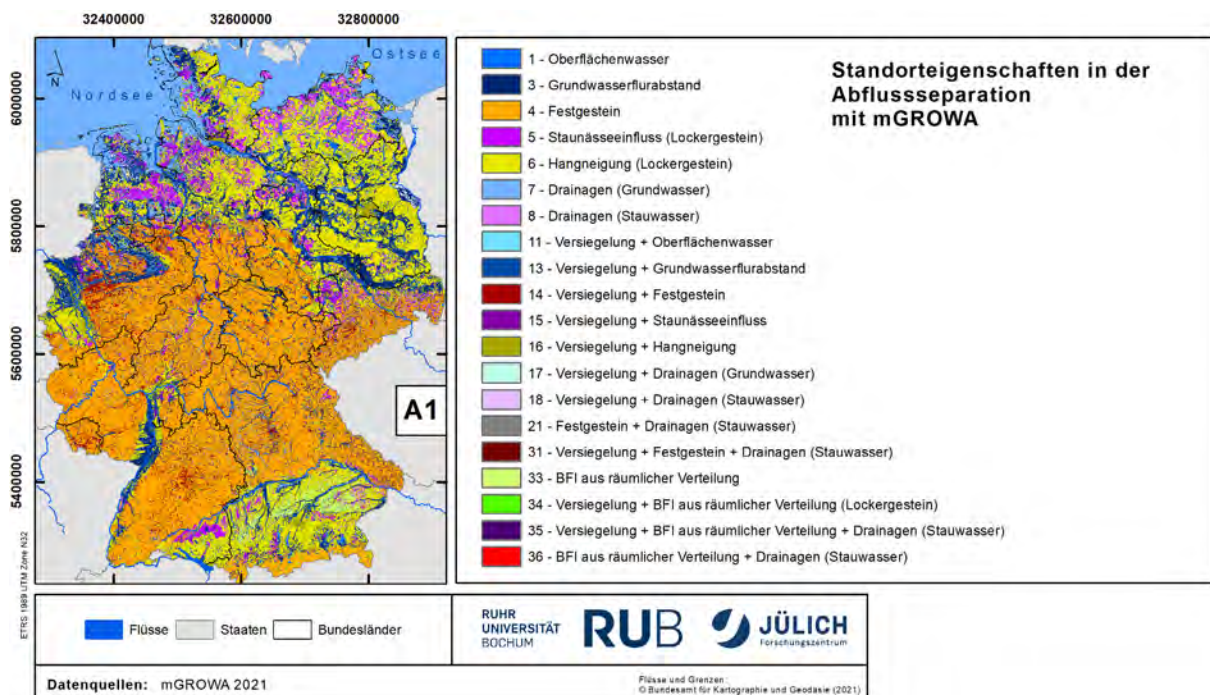 32400000 32600000 32800000
6000000
5800000
5600000
5400000
Ostsee
Nordsee
N
A1
ETRS 1989 UTM Zone N32
1 - Oberflächenwasser
3 - Grundwasserflurabstand
4 - Festgestein
5 - Staunässeeinfluss (Lockergestein)
6 - Hangneigung (Lockergestein)
7 - Drainagen (Grundwasser)
8 - Drainagen (Stauwasser)
11 - Versiegelung + Oberflächenwasser
13 - Versiegelung + Grundwasserflurabstand
14 - Versiegelung + Festgestein
15 - Versiegelung + Staunässeeinfluss
16 - Versiegelung + Hangneigung
17 - Versiegelung + Drainagen (Grundwasser)
18 - Versiegelung + Drainagen (Stauwasser)
21 - Festgestein + Drainagen (Stauwasser)
31 - Versiegelung + Festgestein + Drainagen (Stauwasser)
33 - BFI aus räumlicher Verteilung
34 - Versiegelung + BFI aus räumlicher Verteilung (Lockergestein)
35 - Versiegelung + BFI aus räumlicher Verteilung + Drainagen (Stauwasser)
36 - BFI aus räumlicher Verteilung + Drainagen (Stauwasser)
Standorteigenschaften in der
Abflussseparation
mit mGROWA
Flüsse Staaten Bundesländer
RUHR
UNIVERSITÄT
BOCHUM
RUB
JÜLICH
Forschungszentrum
Datenquellen: mGROWA 2021
Flüsse und Grenzen:
© Bundesamt für Kartographie und Geodäsie (2021)